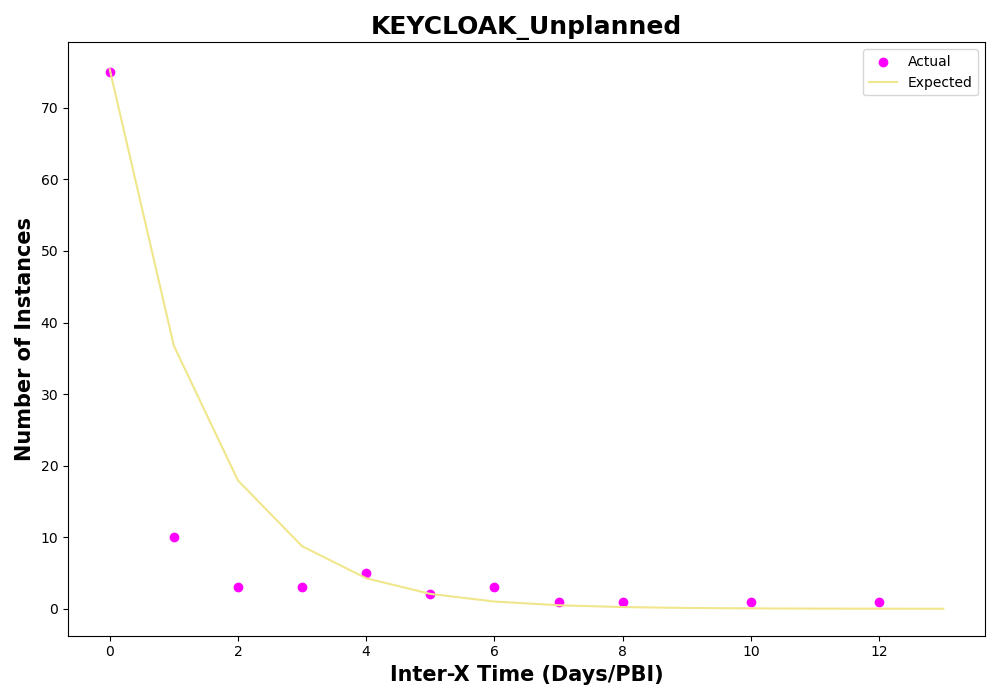 KEYCLOAK_Unplanned
Actual
Expected
Number of Instances
70
60
50
40
30
20
10
0
0 2 4 6 8 10 12
Inter-X Time (Days/PBI)